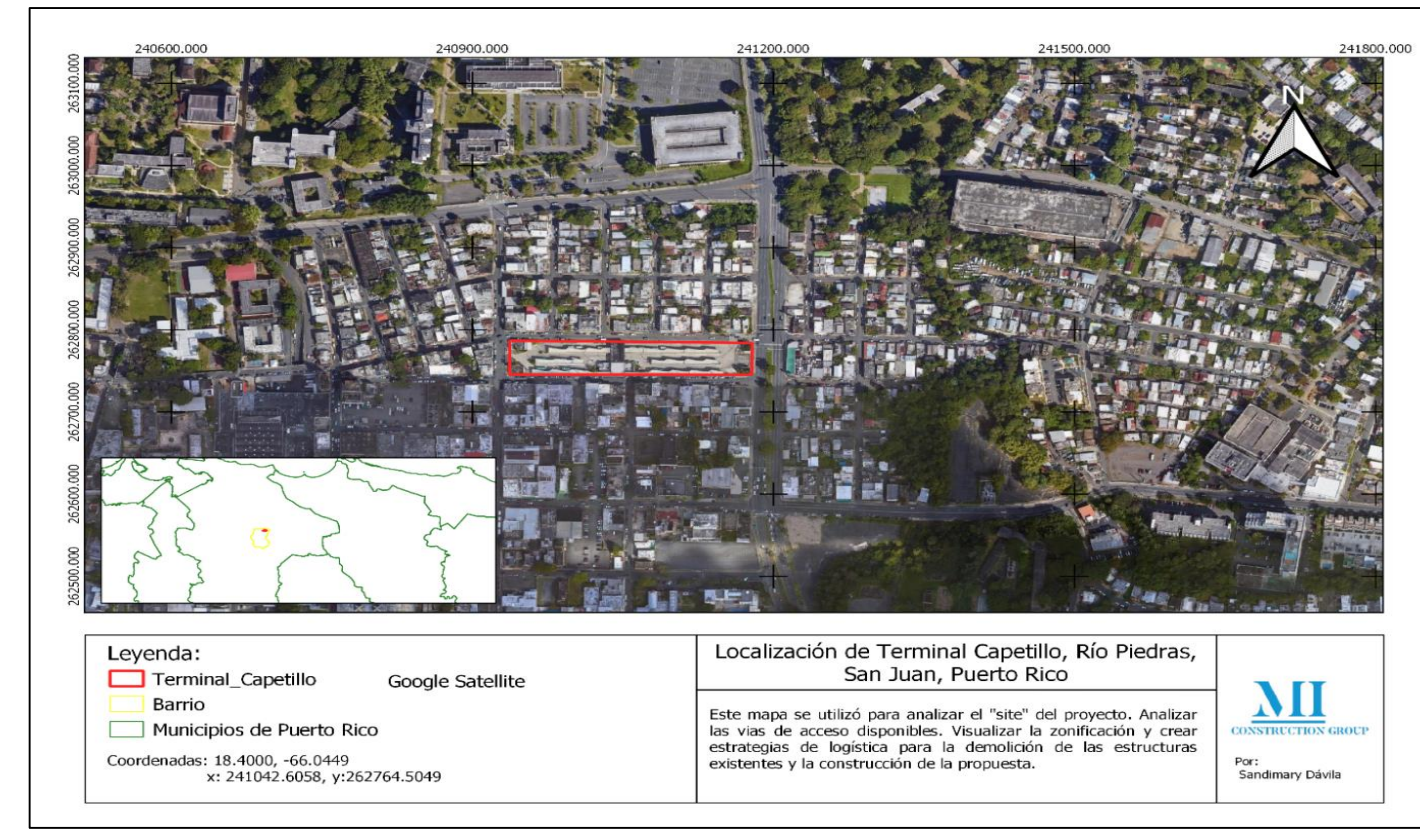 240600.000 240900.000 241200.000 241500.000 241800.000
263100.000
263000.000
262900.000
262800.000
262700.000
262600.000
262500.000
N
Leyenda:
Terminal_Capetillo Google Satellite
Barrio
Municipios de Puerto Rico
Coordenadas: 18.4000, -66.0449
x: 241042.6058, y:262764.5049
Localización de Terminal Capetillo, Río Piedras,
San Juan, Puerto Rico
Este mapa se utilizó para analizar el "site" del proyecto. Analizar
las vias de acceso disponibles. Visualizar la zonificación y crear
estrategias de logística para la demolición de las estructuras
existentes y la construcción de la propuesta.
MI
CONSTRUCTION GROUP
Por:
Sandimary Dávila